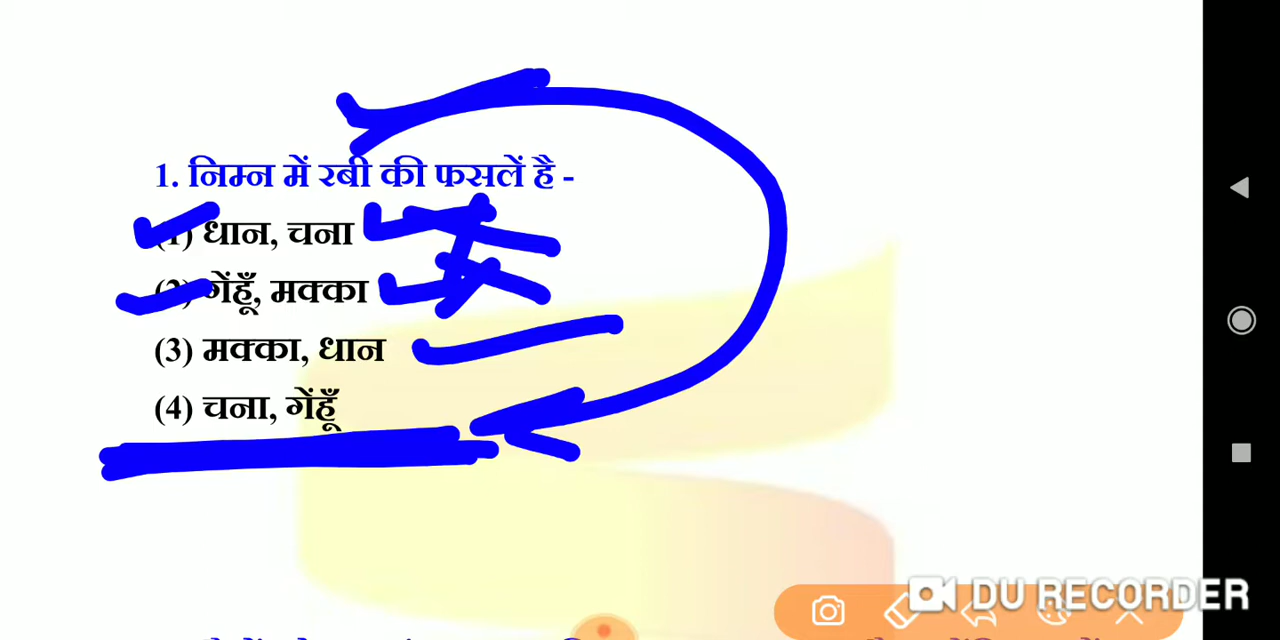 1. निम्न में रबी की फसलें है -
(1) धान, चना
(2) गेंहूँ, मक्का
(3) मक्का, धान
(4) चना, गेंहूँ
DU RECORDER